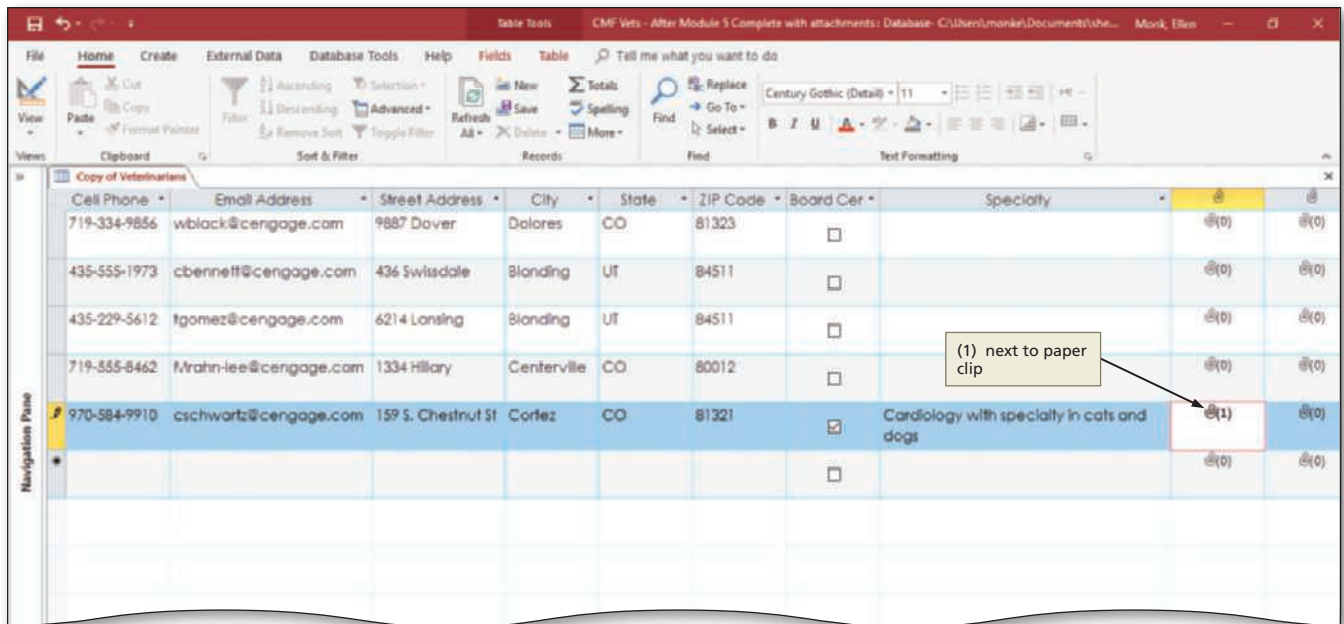 Table Tools CMF Vets - After Module 5 Complete with attachments : Database- C:\Users\monke\Documents\she... Monk, Ellen
File Home Create External Data Database Tools Help Fields Table Tell me what you want to do
View
Paste
Cut
Copy
Format Painter
Filter
Ascending
Descending
Remove Sort
Selection
Advanced
Toggle Filter
Refresh All
New
Save
Delete
Totals
Spelling
More
Find
Replace
Go To
Select
Century Gothic (Detail) 11
B I U A
Views Clipboard Sort & Filter Records Find Text Formatting
Copy of Veterinarians
Cell Phone Email Address Street Address City State ZIP Code Board Cer Specialty
719-334-9856 wblack@cengage.com 9887 Dover Dolores CO 81323 (0) (0)
435-555-1973 cbennett@cengage.com 436 Swissdale Blanding UT 84511 (0) (0)
435-229-5612 tgomez@cengage.com 6214 Lansing Blanding UT 84511 (0) (0)
719-555-8462 Mrahn-lee@cengage.com 1334 Hillary Centerville CO 80012 (0) (0)
970-584-9910 cschwartz@cengage.com 159 S. Chestnut St Cortez CO 81321 Cardiology with specialty in cats and (1) (0)
dogs
(0) (0)
(1) next to paper
clip
Navigation Pane